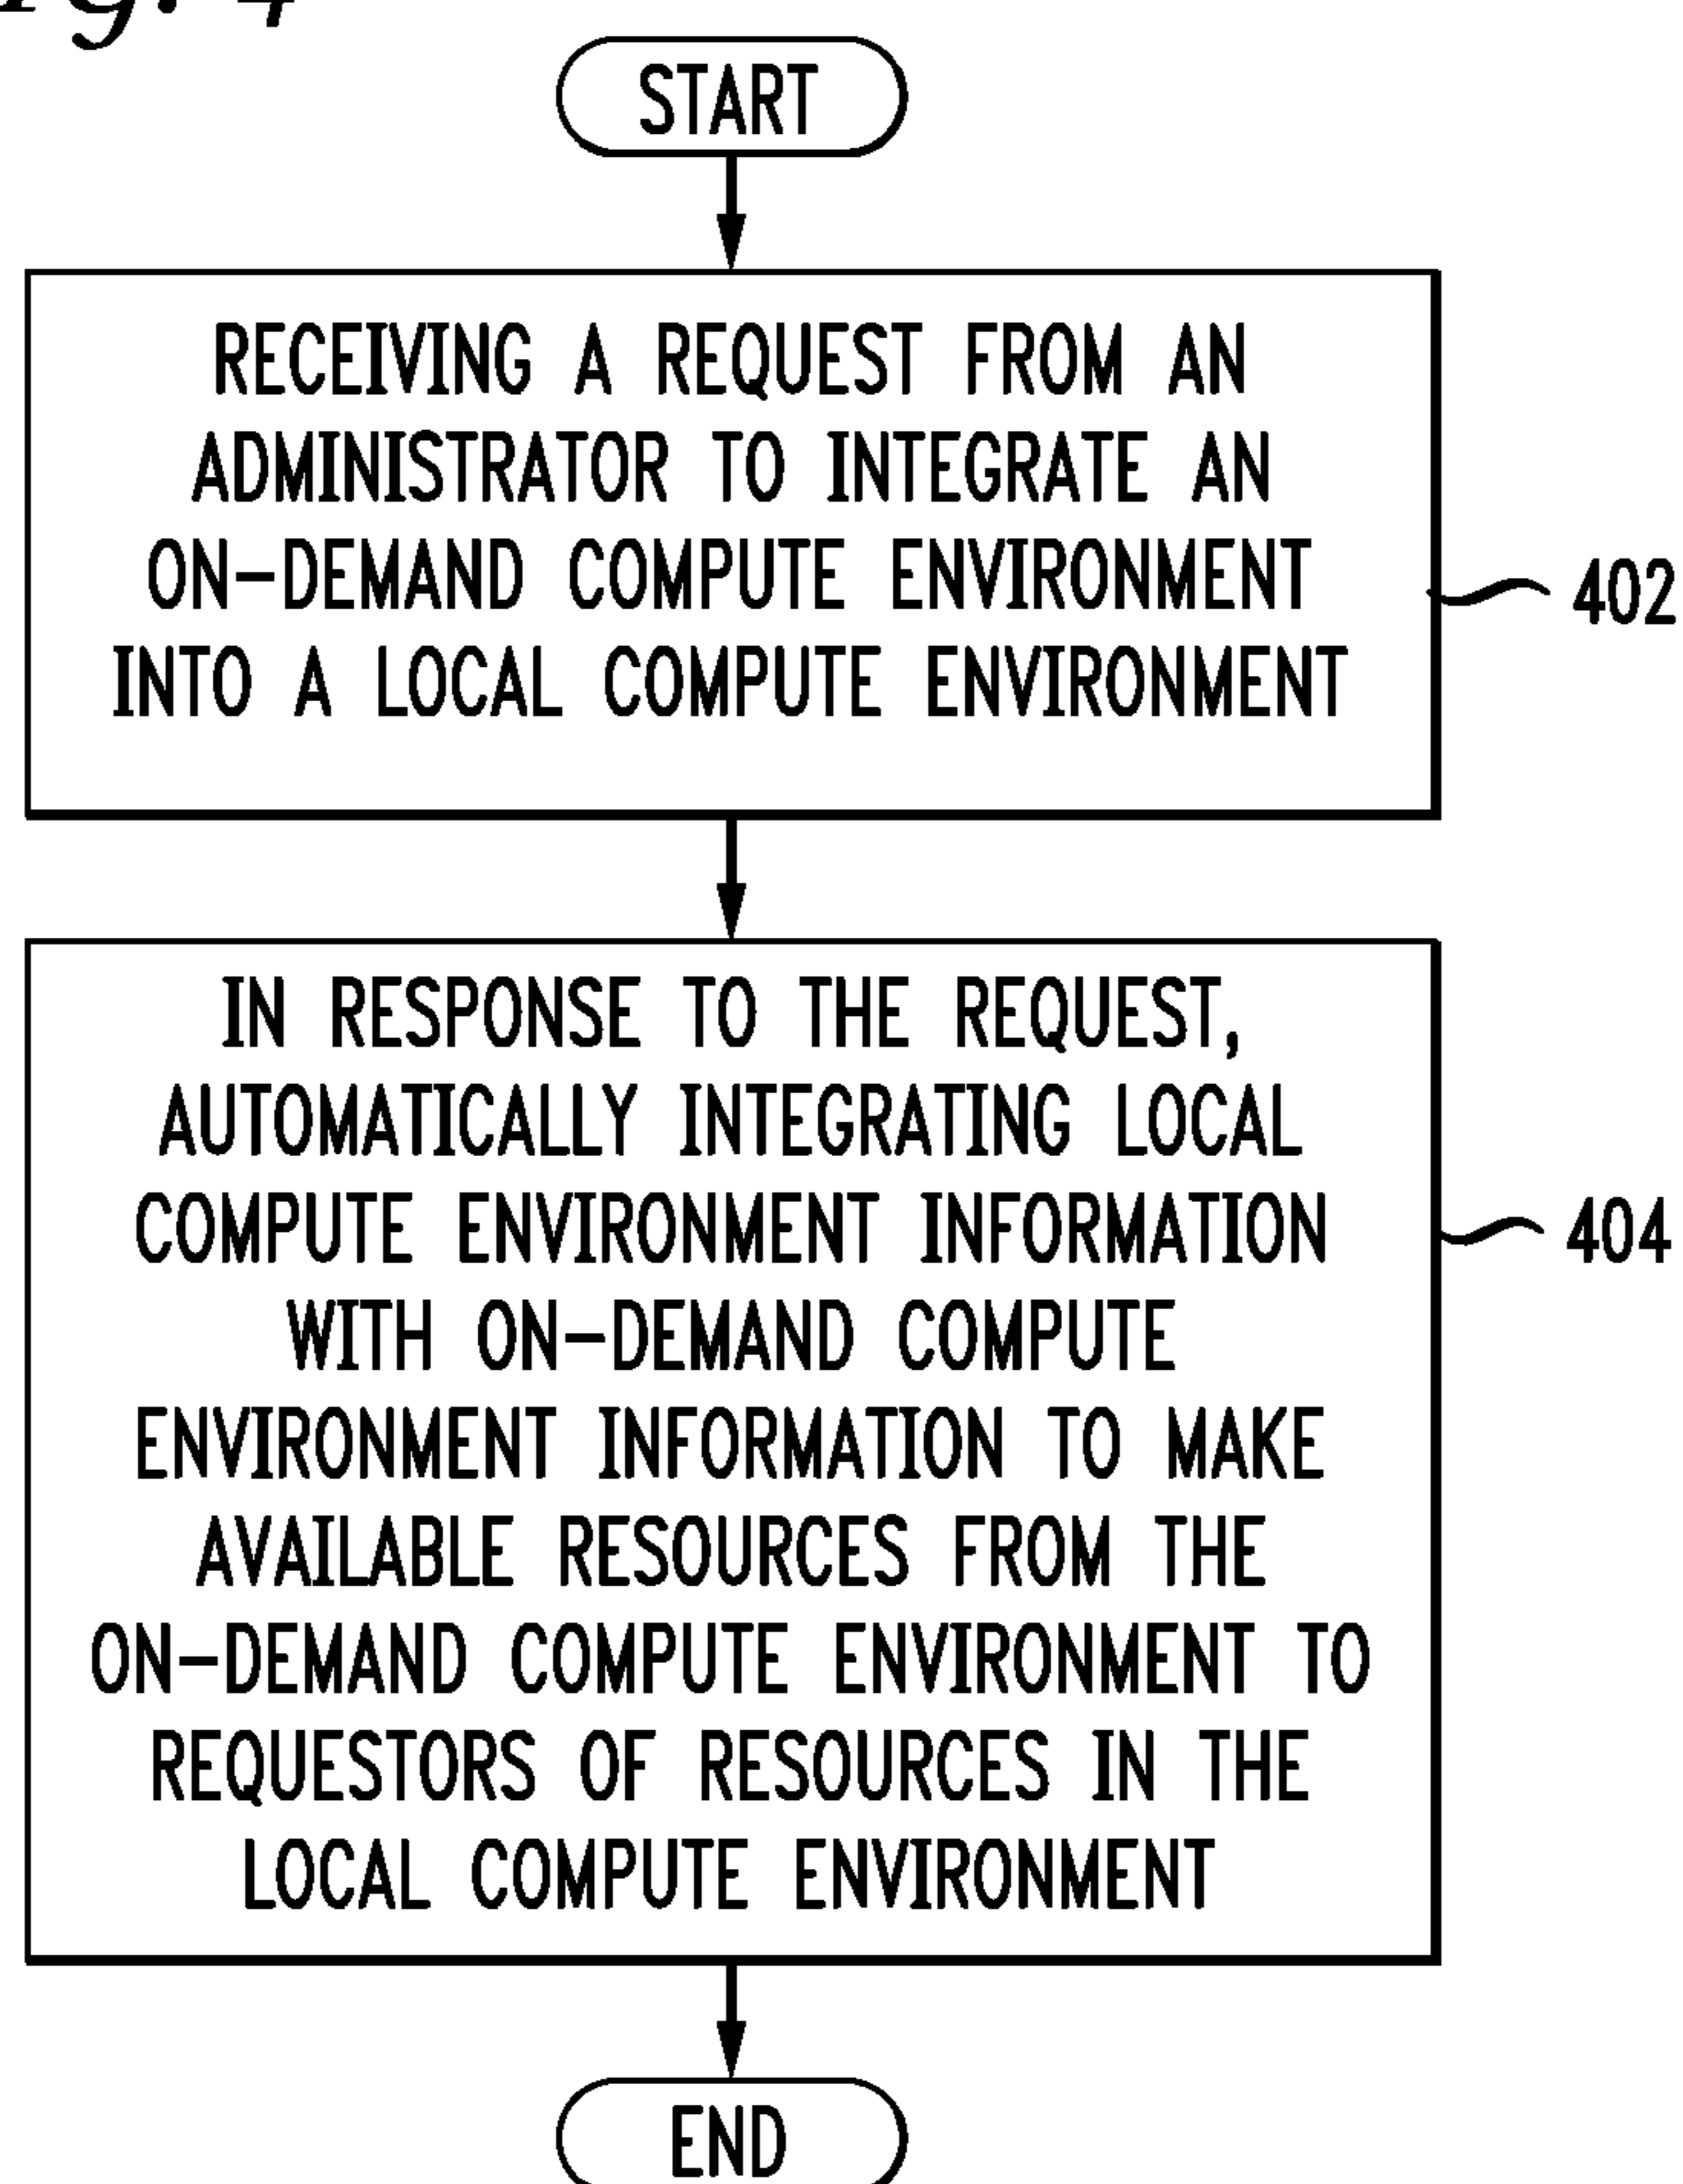 START
RECEIVING A REQUEST FROM AN
ADMINISTRATOR TO INTEGRATE AN
ON-DEMAND COMPUTE ENVIRONMENT
INTO A LOCAL COMPUTE ENVIRONMENT
402
IN RESPONSE TO THE REQUEST,
AUTOMATICALLY INTEGRATING LOCAL
COMPUTE ENVIRONMENT INFORMATION
WITH ON-DEMAND COMPUTE
ENVIRONMENT INFORMATION TO MAKE
AVAILABLE RESOURCES FROM THE
ON-DEMAND COMPUTE ENVIRONMENT TO
REQUESTORS OF RESOURCES IN THE
LOCAL COMPUTE ENVIRONMENT
404
END